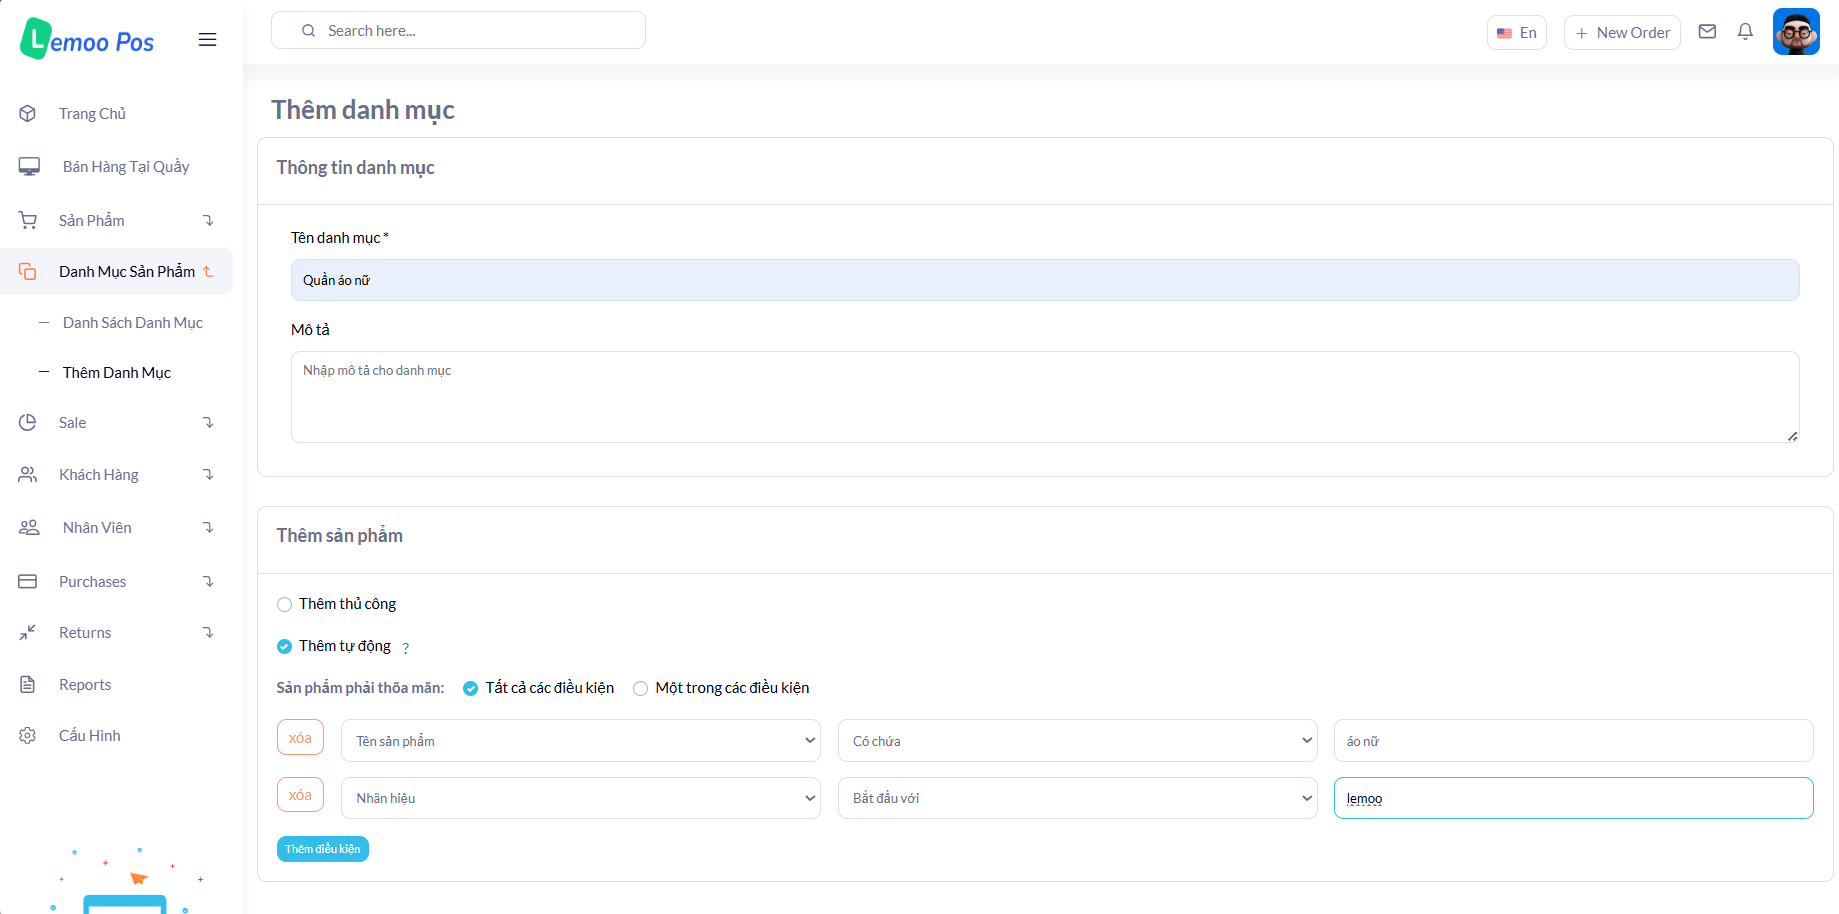 Lemoo Pos
Search here...
En
New Order
Trang Chủ
Bán Hàng Tại Quầy
Sản Phẩm
Danh Mục Sản Phẩm
Danh Sách Danh Mục
Thêm Danh Mục
Sale
Khách Hàng
Nhân Viên
Purchases
Returns
Reports
Cấu Hình
Thêm danh mục
Thông tin danh mục
Tên danh mục *
Quần áo nữ
Mô tả
Nhập mô tả cho danh mục
Thêm sản phẩm
Thêm thủ công
Thêm tự động ?
Sản phẩm phải thõa mãn: Tất cả các điều kiện Một trong các điều kiện
xóa Tên sản phẩm Có chứa áo nữ
xóa Nhãn hiệu Bắt đầu với lemoo
Thêm điều kiện